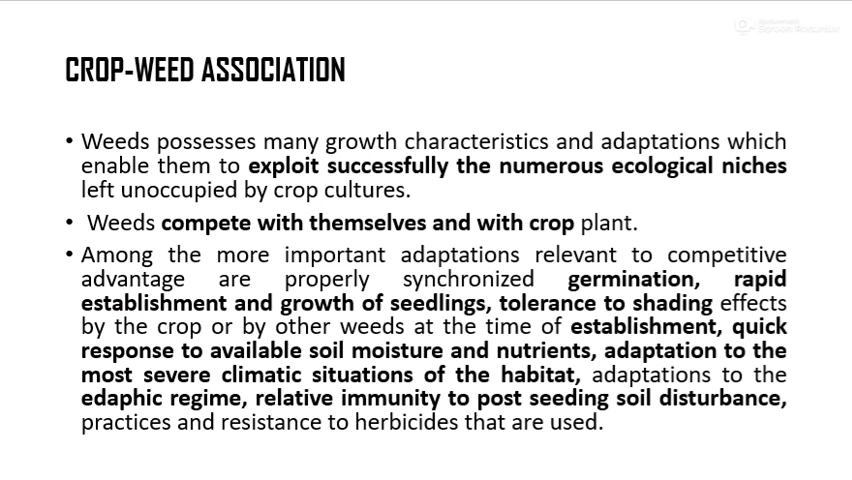 CROP-WEED ASSOCIATION
• Weeds possesses many growth characteristics and adaptations which
enable them to exploit successfully the numerous ecological niches
left unoccupied by crop cultures.
• Weeds compete with themselves and with crop plant.
• Among the more important adaptations relevant to competitive
advantage are properly synchronized germination, rapid
establishment and growth of seedlings, tolerance to shading effects
by the crop or by other weeds at the time of establishment, quick
response to available soil moisture and nutrients, adaptation to the
most severe climatic situations of the habitat, adaptations to the
edaphic regime, relative immunity to post seeding soil disturbance,
practices and resistance to herbicides that are used.